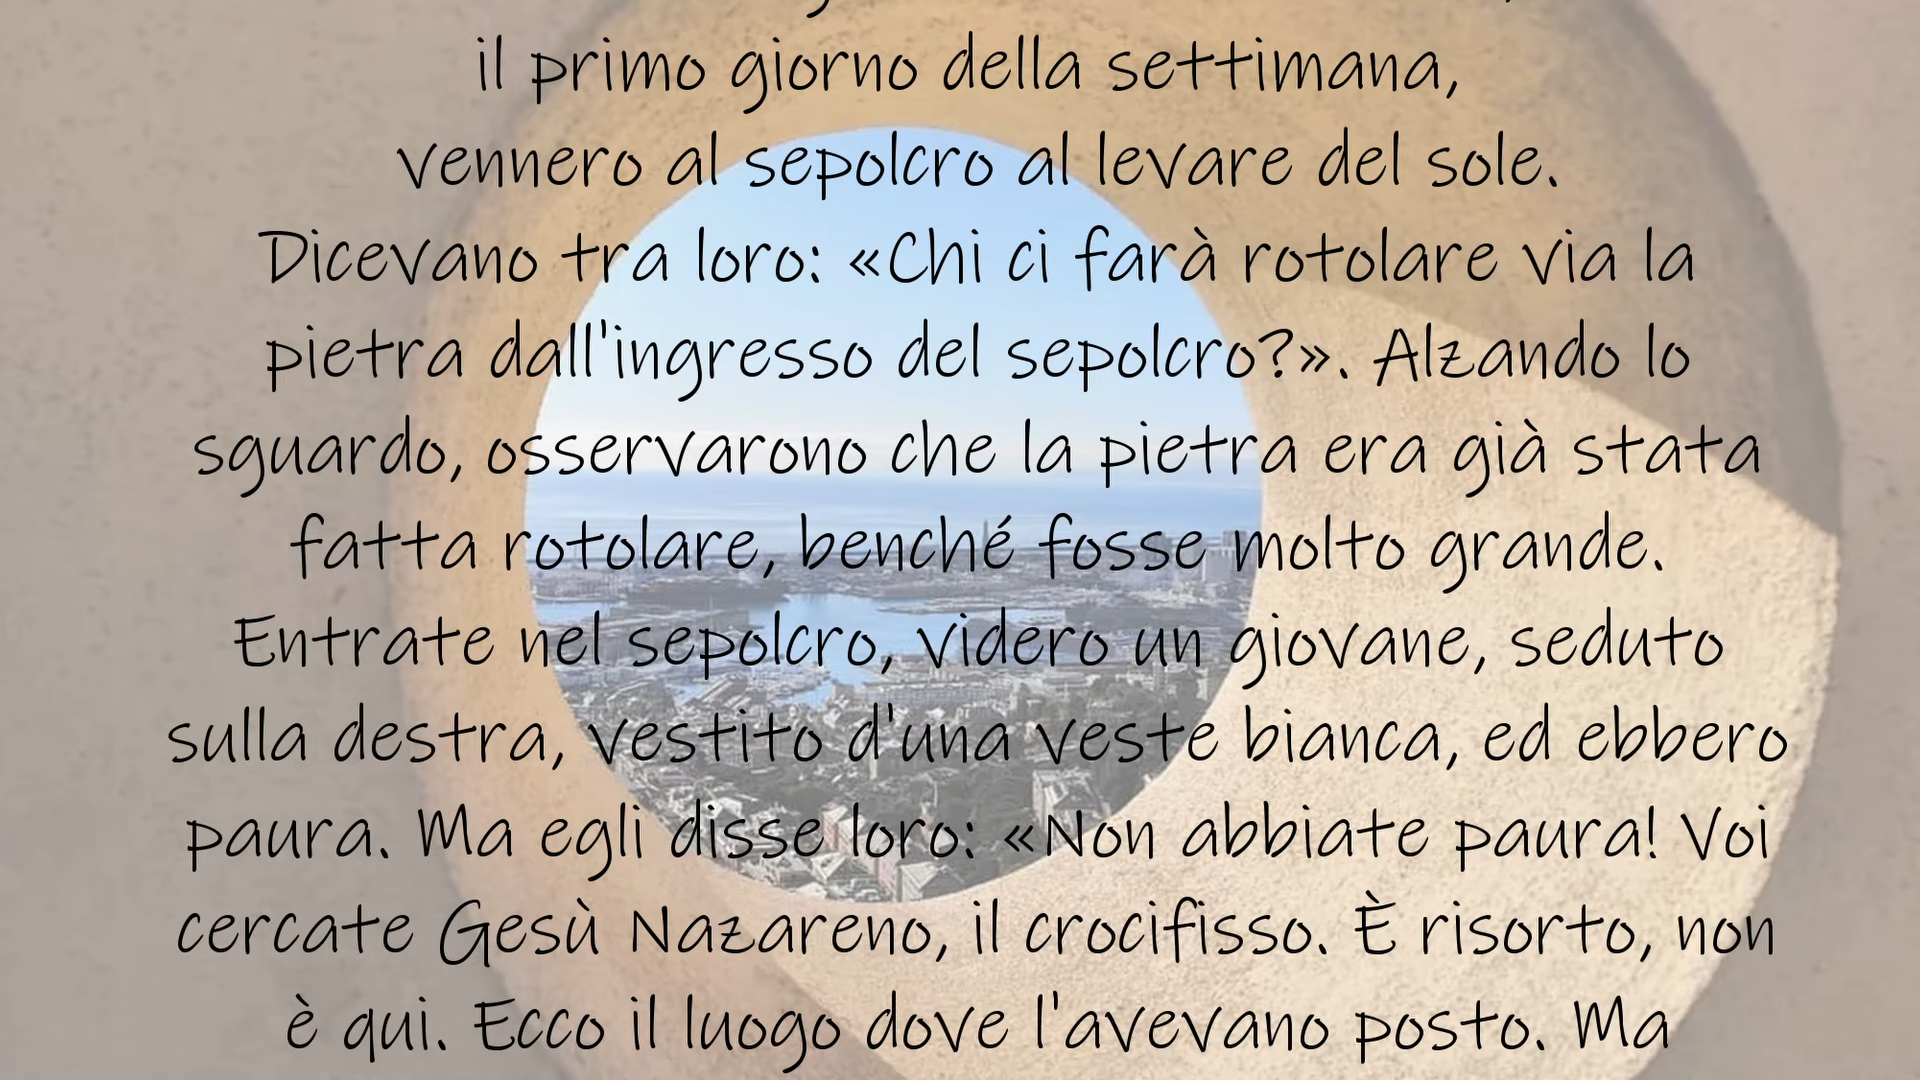 il primo giorno della settimana,
vennero al sepolcro al levare del sole.
Dicevano tra loro: «Chi ci farà rotolare via la
pietra dall'ingresso del sepolcro?». Alzando lo
sguardo, osservarono che la pietra era già stata
fatta rotolare, benché fosse molto grande.
Entrate nel sepolcro, videro un giovane, seduto
sulla destra, vestito d'una veste bianca, ed ebbero
paura. Ma egli disse loro: «Non abbiate paura! Voi
cercate Gesù Nazareno, il crocifisso. È risorto, non
è qui. Ecco il luogo dove l'avevano posto. Ma